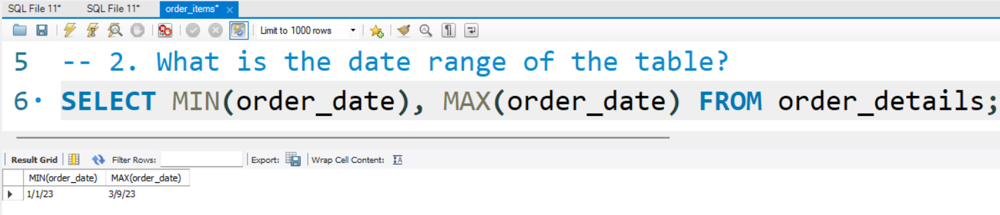 SQL File 11* SQL File 11* order_items*
Limit to 1000 rows
5 -- 2. What is the date range of the table?
6 SELECT MIN(order_date), MAX(order_date) FROM order_details;
Result Grid Filter Rows: Export: Wrap Cell Content:
MIN(order_date) MAX(order_date)
1/1/23 3/9/23